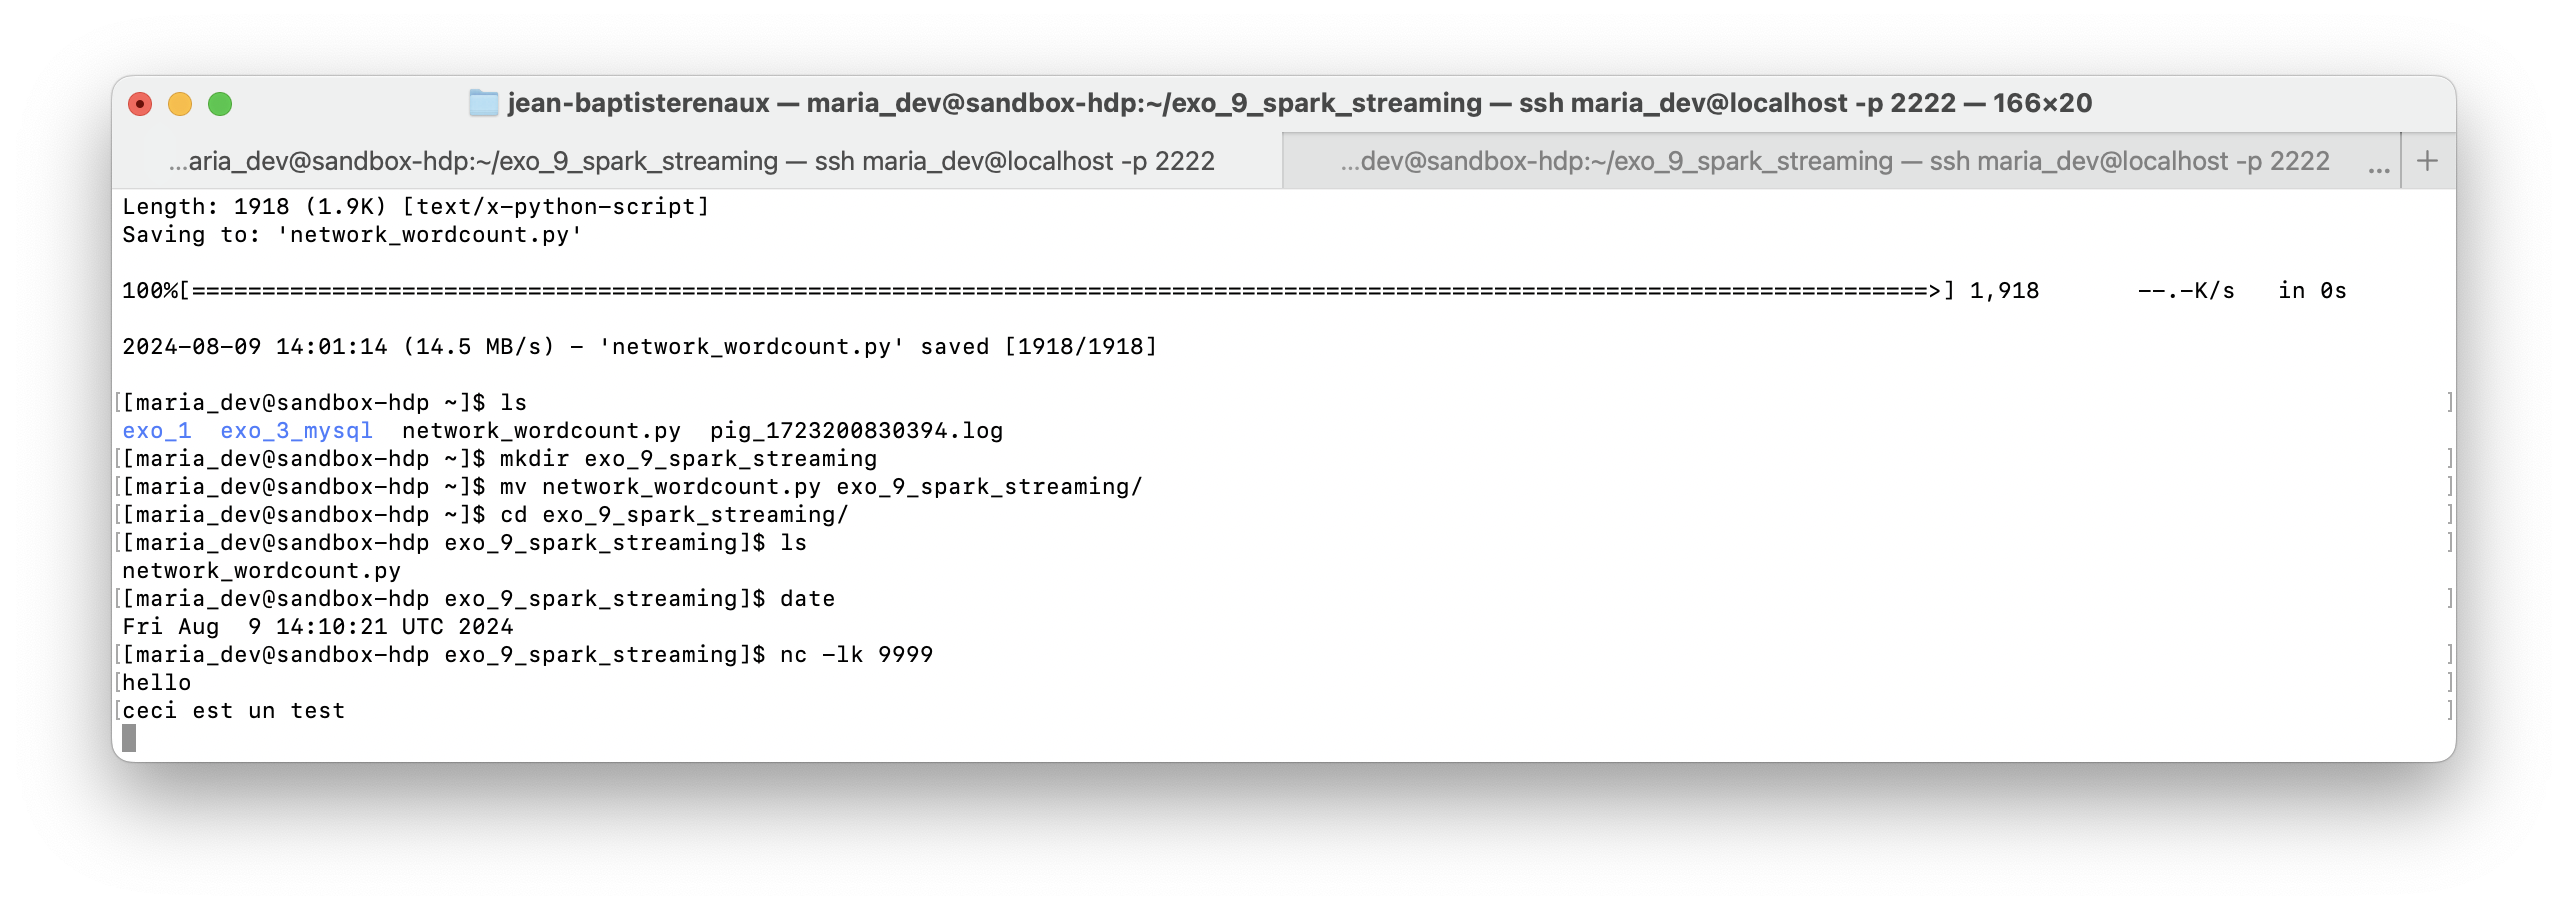 jean-baptisterenaux — maria_dev@sandbox-hdp:~/exo_9_spark_streaming — ssh maria_dev@localhost -p 2222 — 166×20
...aria_dev@sandbox-hdp:~/exo_9_spark_streaming — ssh maria_dev@localhost -p 2222
...dev@sandbox-hdp:~/exo_9_spark_streaming — ssh maria_dev@localhost -p 2222 ... +
Length: 1918 (1.9K) [text/x-python-script]
Saving to: 'network_wordcount.py'
100%[============================================================================================================================>] 1,918 --.-K/s in 0s
2024-08-09 14:01:14 (14.5 MB/s) - 'network_wordcount.py' saved [1918/1918]
[[maria_dev@sandbox-hdp ~]$ ls ]
exo_1 exo_3_mysql network_wordcount.py pig_1723200830394.log
[[maria_dev@sandbox-hdp ~]$ mkdir exo_9_spark_streaming ]
[[maria_dev@sandbox-hdp ~]$ mv network_wordcount.py exo_9_spark_streaming/ ]
[[maria_dev@sandbox-hdp ~]$ cd exo_9_spark_streaming/ ]
[[maria_dev@sandbox-hdp exo_9_spark_streaming]$ ls ]
network_wordcount.py
[[maria_dev@sandbox-hdp exo_9_spark_streaming]$ date ]
Fri Aug  9 14:10:21 UTC 2024
[[maria_dev@sandbox-hdp exo_9_spark_streaming]$ nc -lk 9999 ]
[hello ]
[ceci est un test ]